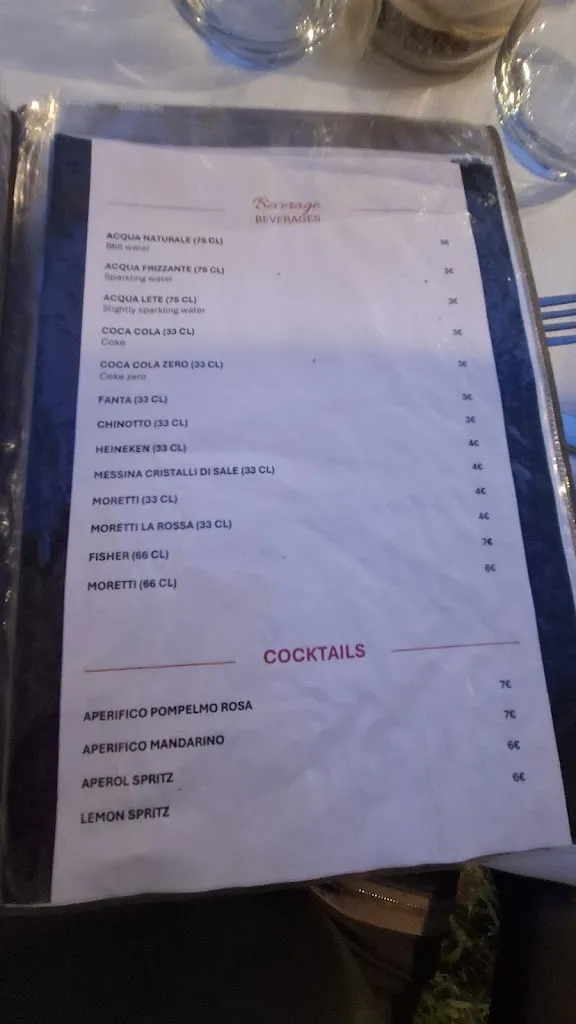 Beverage
BEVERAGES
ACQUA NATURALE (75 CL) 3€
Still water
ACQUA FRIZZANTE (75 CL) 3€
Sparkling water
ACQUA LETE (75 CL) 3€
Slightly sparkling water
COCA COLA (33 CL) 3€
Coke
COCA COLA ZERO (33 CL) 3€
Coke zero
FANTA (33 CL) 3€
CHINOTTO (33 CL) 3€
HEINEKEN (33 CL) 4€
MESSINA CRISTALLI DI SALE (33 CL) 4€
MORETTI (33 CL) 4€
MORETTI LA ROSSA (33 CL) 4€
FISHER (66 CL) 7€
MORETTI (66 CL) 6€
COCKTAILS
APERIFICO POMPELMO ROSA 7€
APERIFICO MANDARINO 7€
APEROL SPRITZ 6€
LEMON SPRITZ 6€